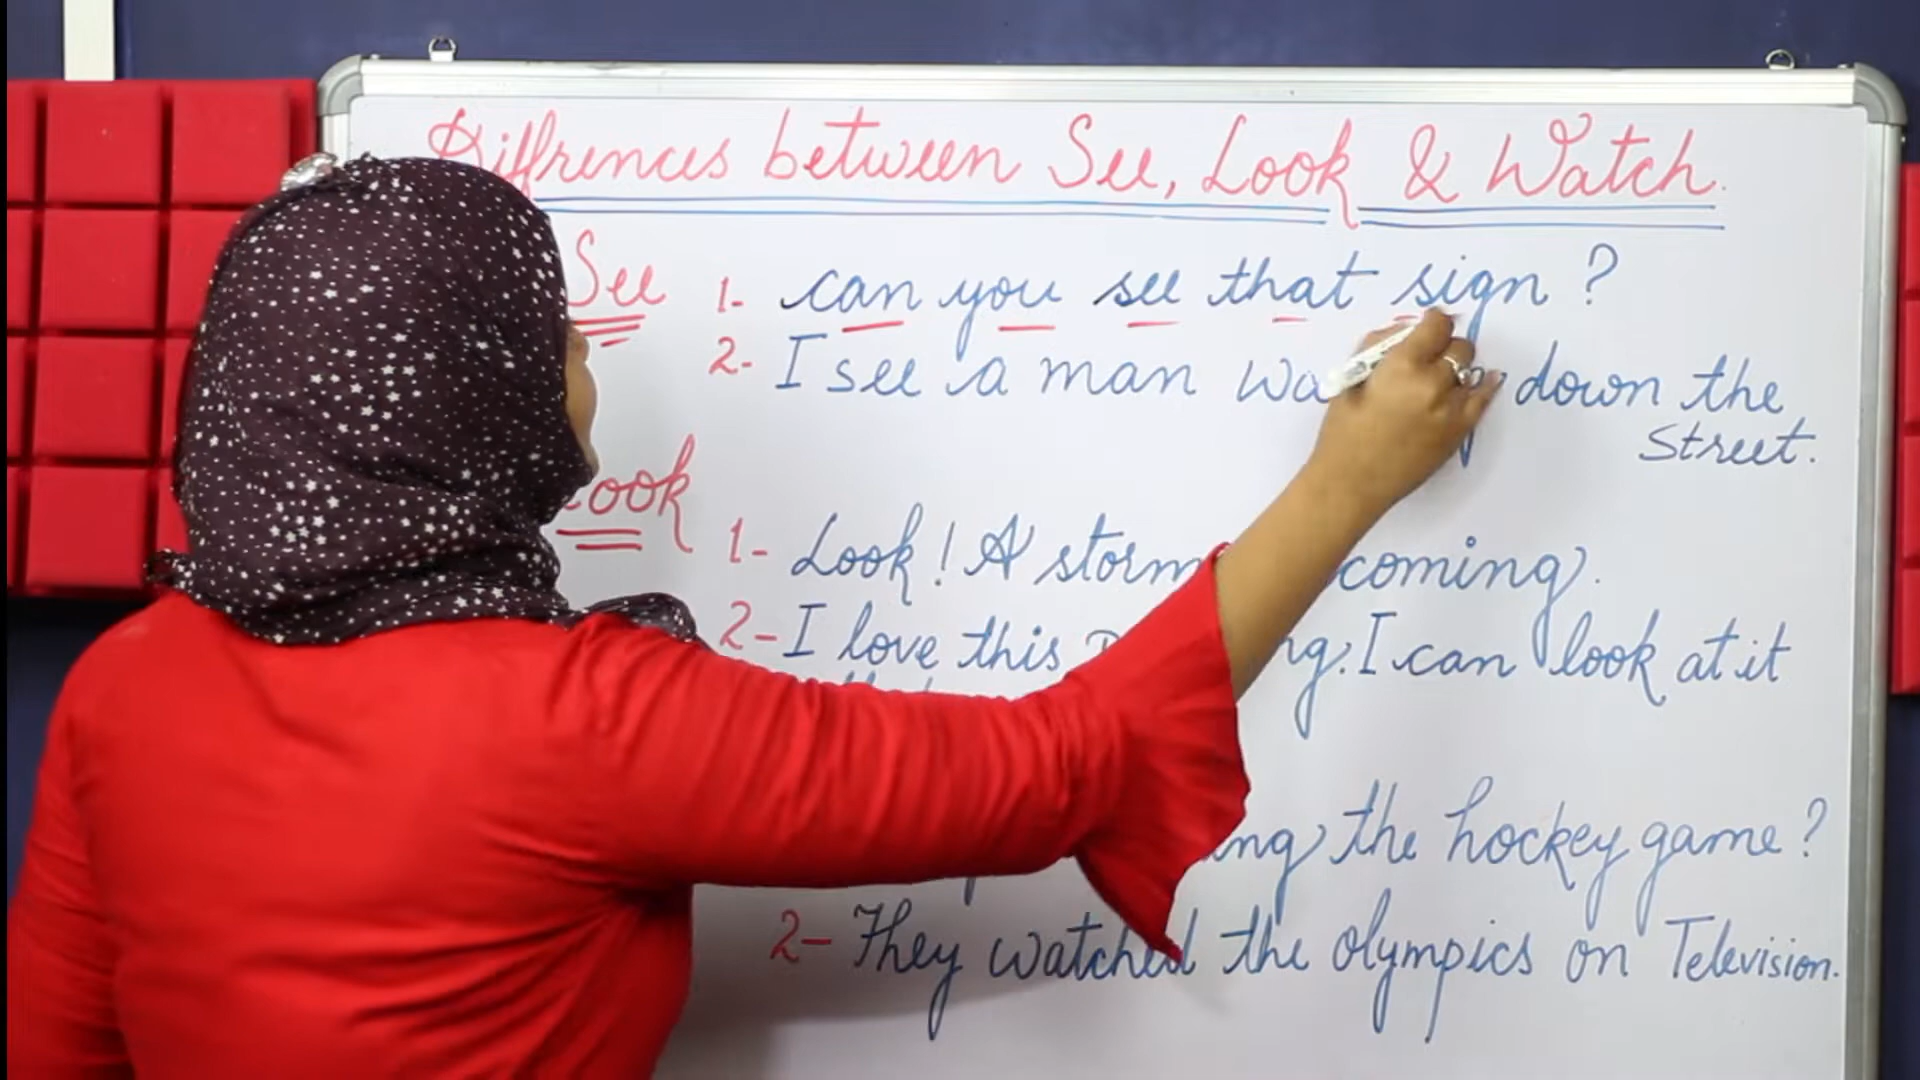 Diffrences between See, Look & Watch.
See 1- can you see that sign ?
2- I see a man down the
Street.
Look
1- Look! A storm coming.
2- I love this I can look at it
the hockey game ?
2- They watched the olympics on Television.